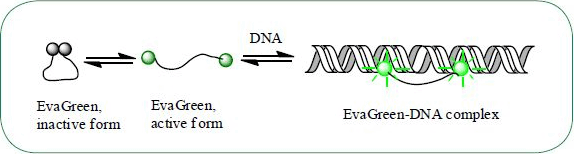 DNA
EvaGreen,
inactive form
EvaGreen,
active form
EvaGreen-DNA complex